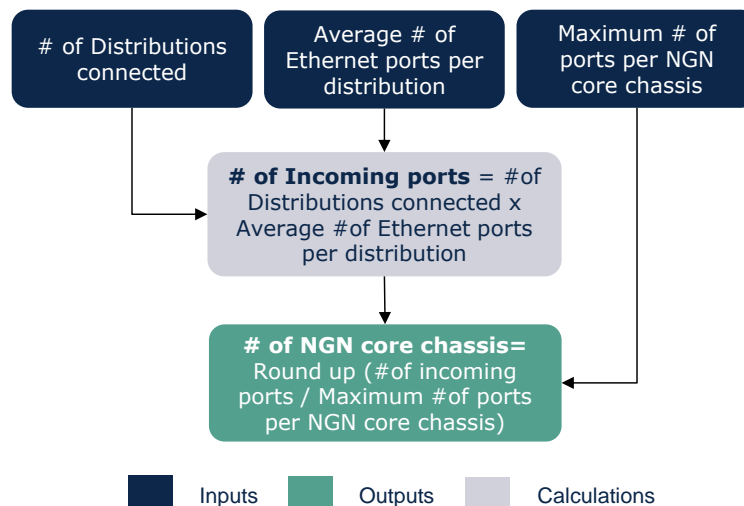 # of Distributions
connected
Average # of
Ethernet ports per
distribution
Maximum # of
ports per NGN
core chassis
# of Incoming ports = #of
Distributions connected x
Average #of Ethernet ports
per distribution
# of NGN core chassis=
Round up (#of incoming
ports / Maximum #of ports
per NGN core chassis)
Inputs
Outputs
Calculations